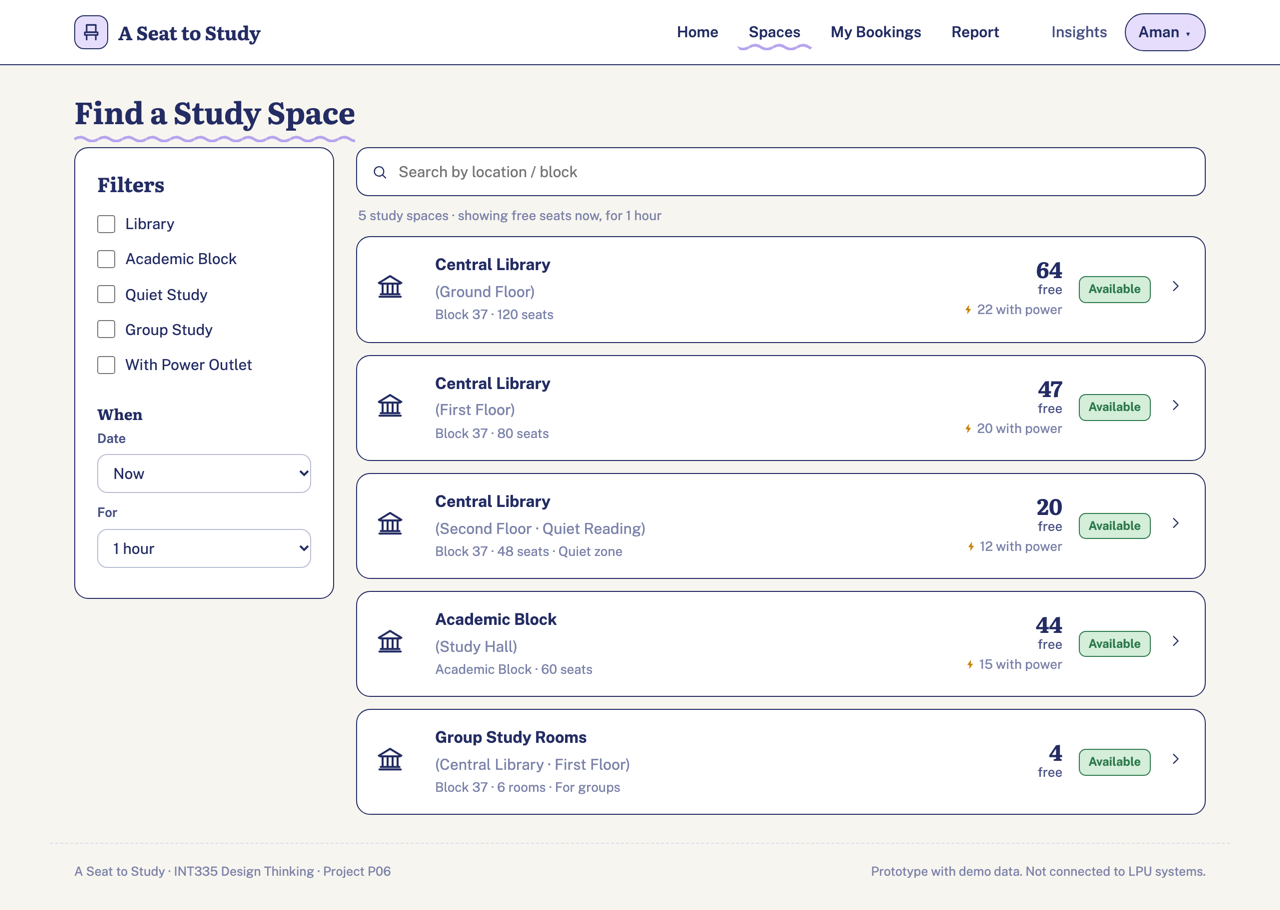 A Seat to Study
Home
Spaces
My Bookings
Report
Insights
Aman
Find a Study Space
Filters
Library
Academic Block
Quiet Study
Group Study
With Power Outlet
When
Date
Now
For
1 hour
Search by location / block
5 study spaces · showing free seats now, for 1 hour
Central Library
(Ground Floor)
Block 37 · 120 seats
64
free
22 with power
Available
Central Library
(First Floor)
Block 37 · 80 seats
47
free
20 with power
Available
Central Library
(Second Floor · Quiet Reading)
Block 37 · 48 seats · Quiet zone
20
free
12 with power
Available
Academic Block
(Study Hall)
Academic Block · 60 seats
44
free
15 with power
Available
Group Study Rooms
(Central Library · First Floor)
Block 37 · 6 rooms · For groups
4
free
Available
A Seat to Study · INT335 Design Thinking · Project P06
Prototype with demo data. Not connected to LPU systems.